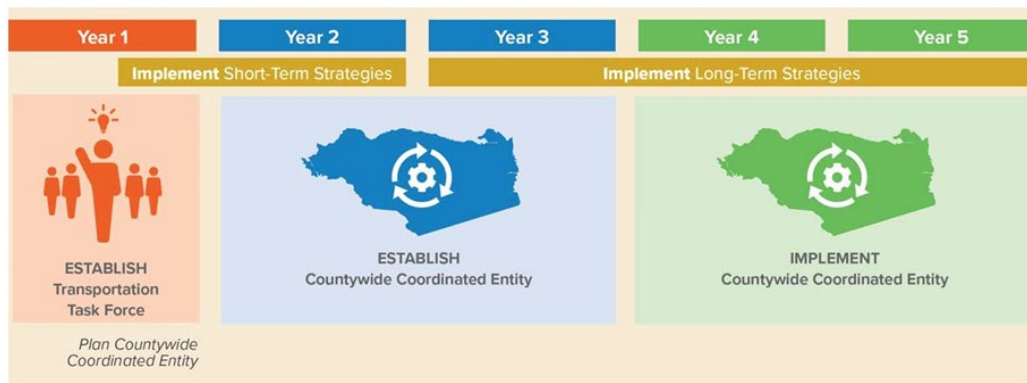 Year 1
Year 2
Year 3
Year 4
Year 5
Implement Short-Term Strategies
Implement Long-Term Strategies
ESTABLISH
Transportation
Task Force
Plan Countywide
Coordinated Entity
ESTABLISH
Countywide Coordinated Entity
IMPLEMENT
Countywide Coordinated Entity